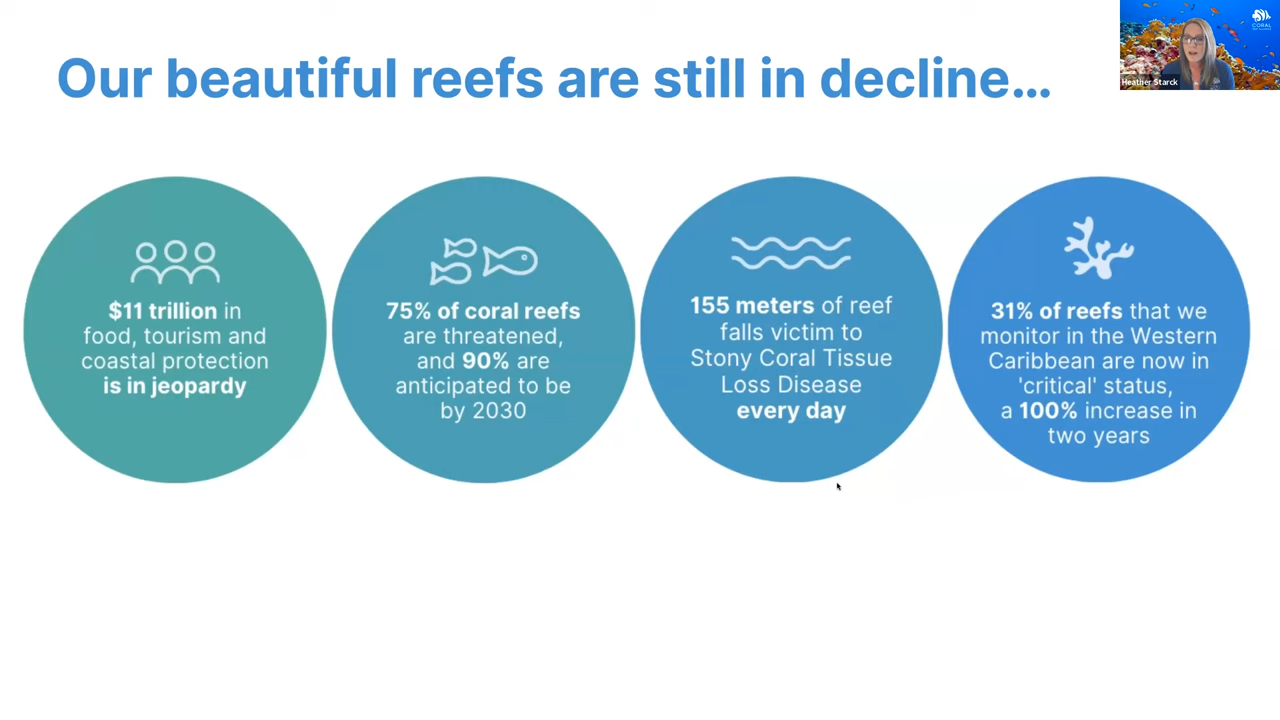 Our beautiful reefs are still in decline...
CORAL
Heather Starck
$11 trillion in
food, tourism and
coastal protection
is in jeopardy
75% of coral reefs
are threatened,
and 90% are
anticipated to be
by 2030
155 meters of reef
falls victim to
Stony Coral Tissue
Loss Disease
every day
31% of reefs that we
monitor in the Western
Caribbean are now in
'critical' status,
a 100% increase in
two years